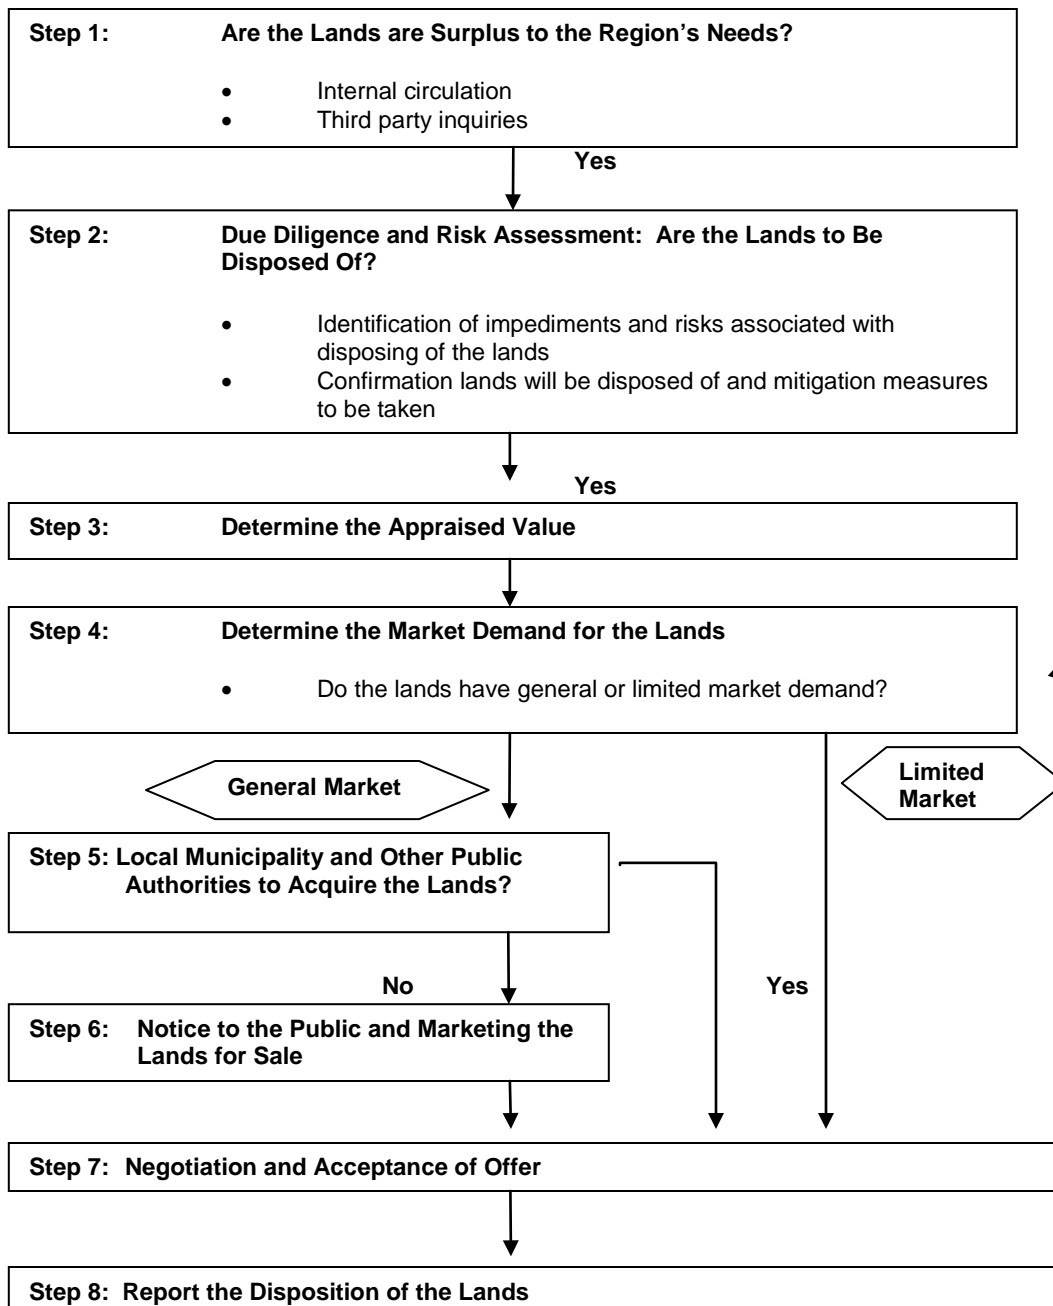 Step 1: Are the Lands are Surplus to the Region's Needs?
• Internal circulation
• Third party inquiries
Yes
Step 2: Due Diligence and Risk Assessment: Are the Lands to Be
Disposed Of?
• Identification of impediments and risks associated with
disposing of the lands
• Confirmation lands will be disposed of and mitigation measures
to be taken
Yes
Step 3: Determine the Appraised Value
Step 4: Determine the Market Demand for the Lands
• Do the lands have general or limited market demand?
General Market
Limited
Market
Step 5: Local Municipality and Other Public
Authorities to Acquire the Lands?
No
Yes
Step 6: Notice to the Public and Marketing the
Lands for Sale
Step 7: Negotiation and Acceptance of Offer
Step 8: Report the Disposition of the Lands